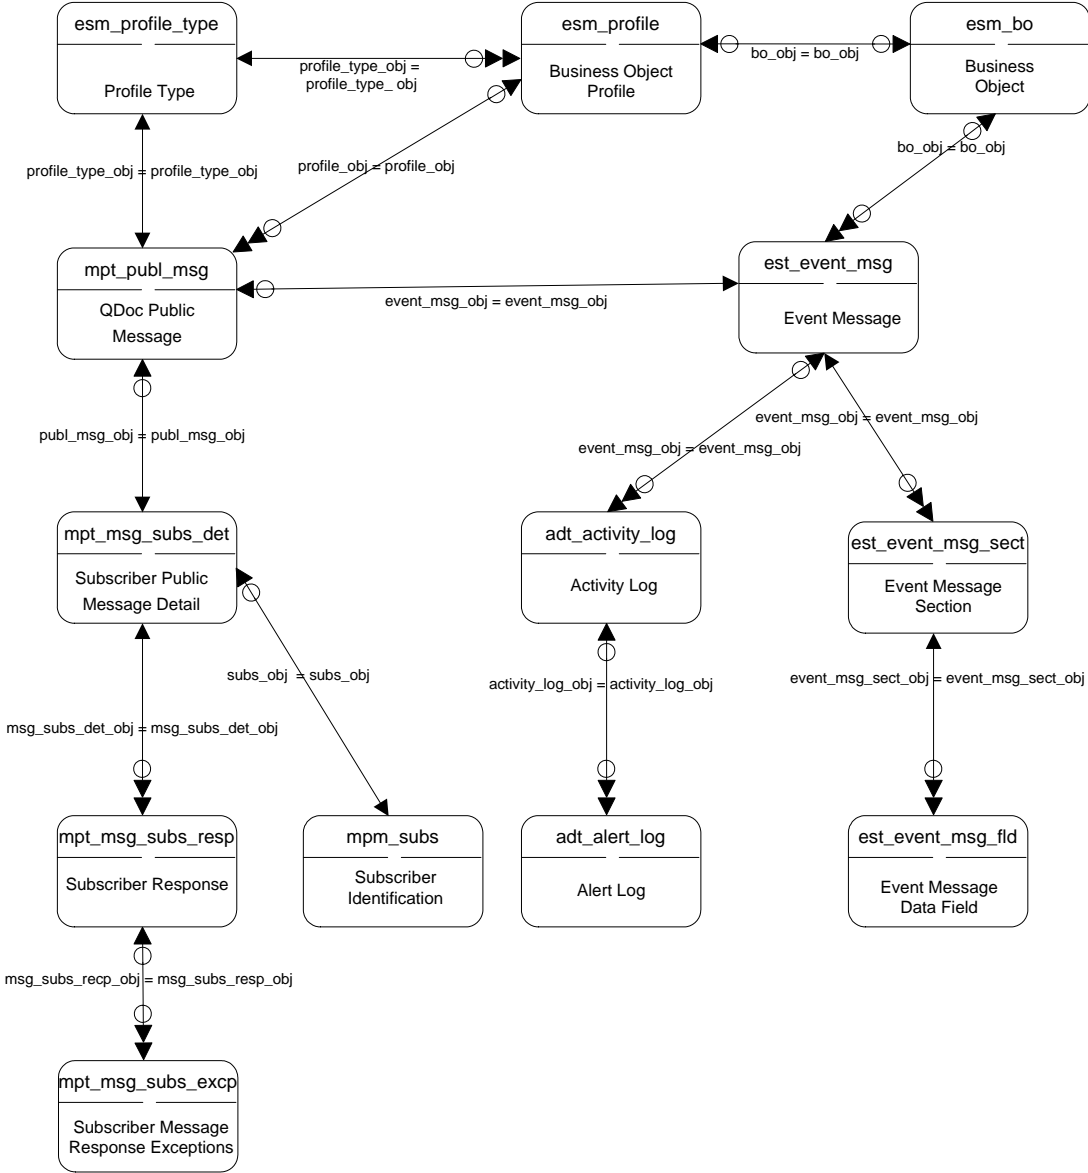 esm_profile_type
Profile Type
profile_type_obj =
profile_type_ obj
esm_profile
Business Object
Profile
bo_obj = bo_obj
esm_bo
Business
Object
profile_type_obj = profile_type_obj
profile_obj = profile_obj
bo_obj = bo_obj
mpt_publ_msg
QDoc Public
Message
event_msg_obj = event_msg_obj
est_event_msg
Event Message
publ_msg_obj = publ_msg_obj
event_msg_obj = event_msg_obj
event_msg_obj = event_msg_obj
mpt_msg_subs_det
Subscriber Public
Message Detail
adt_activity_log
Activity Log
est_event_msg_sect
Event Message
Section
subs_obj = subs_obj
activity_log_obj = activity_log_obj
event_msg_sect_obj = event_msg_sect_obj
msg_subs_det_obj = msg_subs_det_obj
mpt_msg_subs_resp
Subscriber Response
mpm_subs
Subscriber
Identification
adt_alert_log
Alert Log
est_event_msg_fld
Event Message
Data Field
msg_subs_recp_obj = msg_subs_resp_obj
mpt_msg_subs_excp
Subscriber Message
Response Exceptions